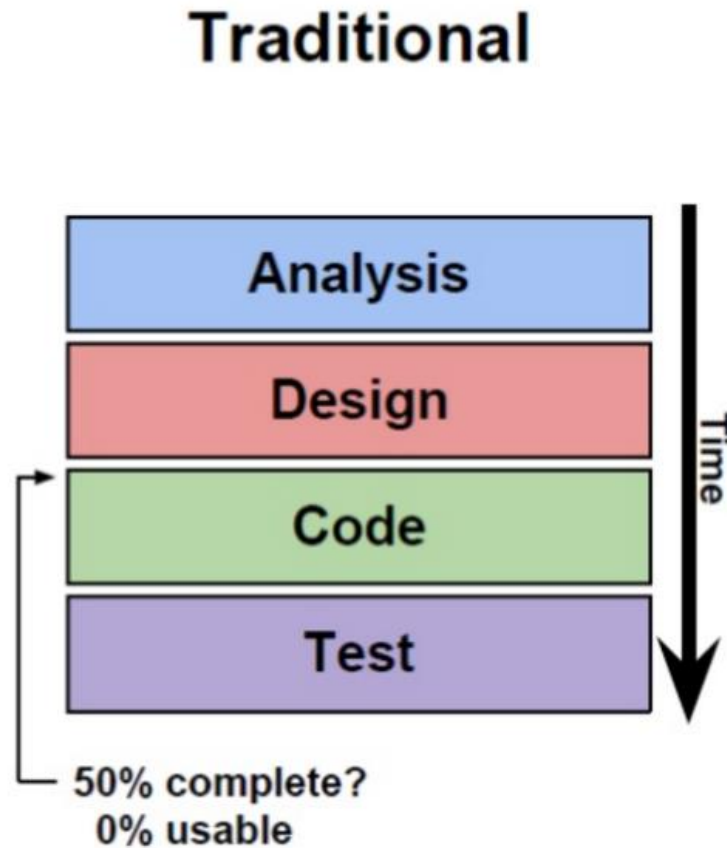 Traditional
Analysis
Design
Code
Test
Time
50% complete?
0% usable